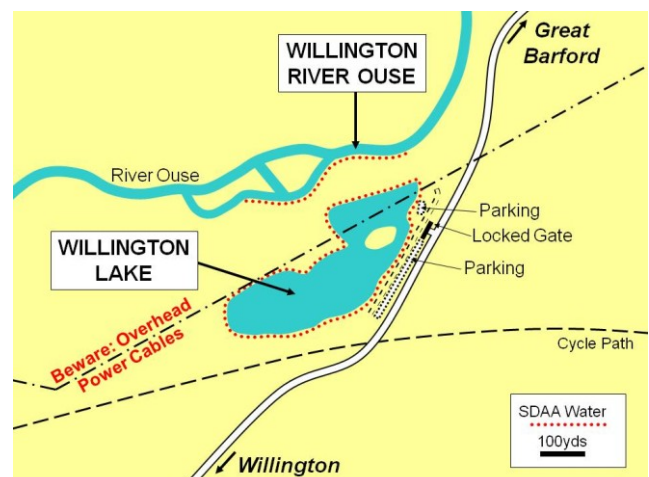 Great
Barford
WILLINGTON
RIVER OUSE
River Ouse
Parking
Locked Gate
Parking
WILLINGTON
LAKE
Beware: Overhead
Power Cables
Cycle Path
SDAA Water
100yds
Willington